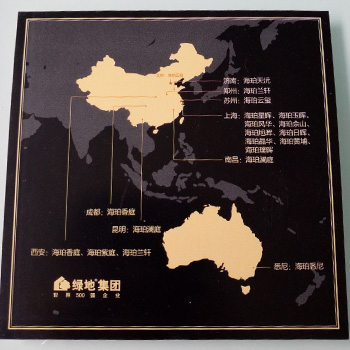 济南：海珀天沅
郑州：海珀兰轩
苏州：海珀云玺
上海：海珀星晖、海珀玉晖、
海珀风华、海珀佘山、
海珀旭晖、海珀日晖、
海珀晶华、海珀黄埔、
海珀璞晖
南昌：海珀澜庭
成都：海珀香庭
昆明：海珀澜庭
西安：海珀香庭、海珀紫庭、海珀兰轩
悉尼：海珀悉尼
绿地集团
世界500强企业